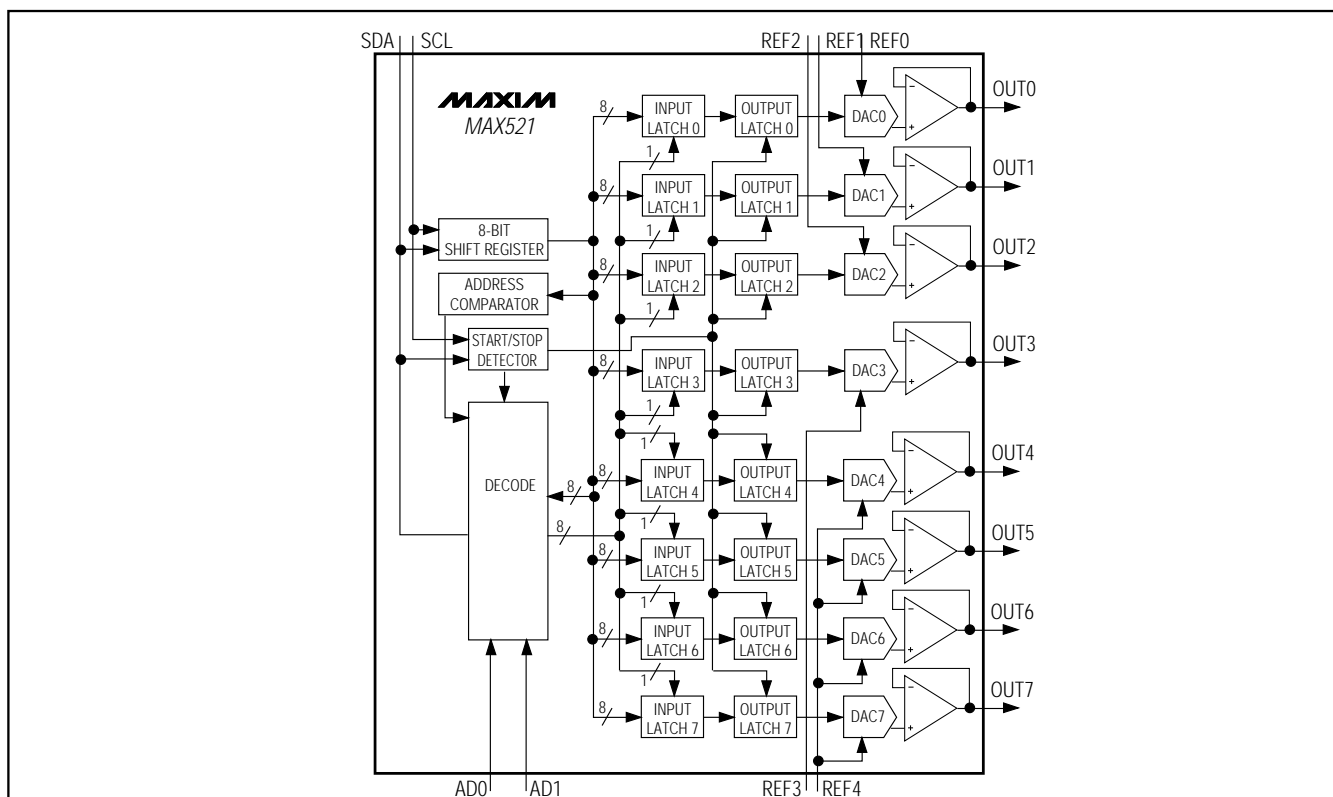 SDA SCL REF2 REF1 REF0
MAXIM
MAX521
8 INPUT LATCH 0 OUTPUT LATCH 0 DAC0 - + OUT0
1
8 INPUT LATCH 1 OUTPUT LATCH 1 DAC1 - + OUT1
1
8-BIT
SHIFT REGISTER
8 INPUT LATCH 2 OUTPUT LATCH 2 DAC2 - + OUT2
1
ADDRESS
COMPARATOR
START/STOP
DETECTOR
8 INPUT LATCH 3 OUTPUT LATCH 3 DAC3 - + OUT3
1
1
DECODE
8
8
8 INPUT LATCH 4 OUTPUT LATCH 4 DAC4 - + OUT4
1
8 INPUT LATCH 5 OUTPUT LATCH 5 DAC5 - + OUT5
1
8 INPUT LATCH 6 OUTPUT LATCH 6 DAC6 - + OUT6
1
8 INPUT LATCH 7 OUTPUT LATCH 7 DAC7 - + OUT7
AD0 AD1 REF3 REF4